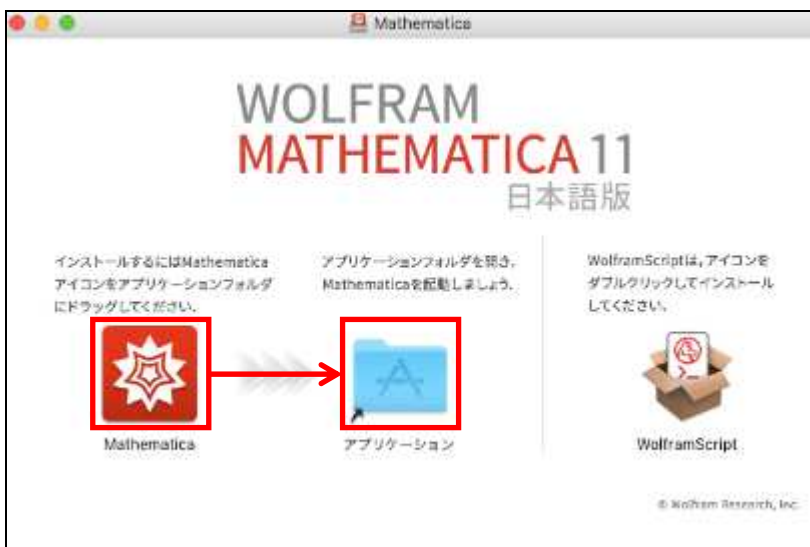 Mathematica
WOLFRAM
MATHEMATICA 11
日本語版
インストールするにはMathematica
アイコンをアプリケーションフォルダ
にドラッグしてください.
アプリケーションフォルダを開き,
Mathematicaを起動しましょう.
WolframScriptは,アイコンを
ダブルクリックしてインストール
してください.
Mathematica
アプリケーション
WolframScript
© Wolfram Research, Inc.